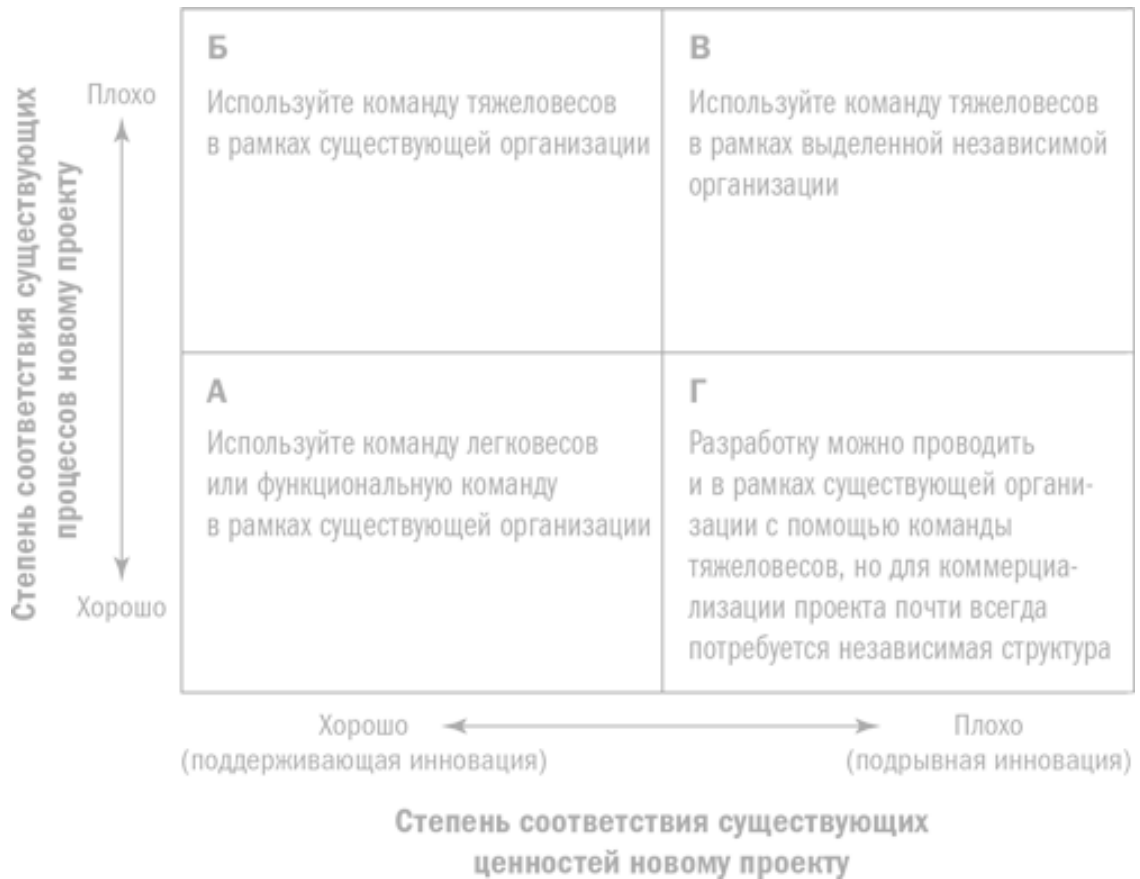 Степень соответствия существующих
процессов новому проекту
Плохо
Хорошо
Б
Используйте команду тяжеловесов
в рамках существующей организации
В
Используйте команду тяжеловесов
в рамках выделенной независимой
организации
А
Используйте команду легковесов
или функциональную команду
в рамках существующей организации
Г
Разработку можно проводить
и в рамках существующей органи-
зации с помощью команды
тяжеловесов, но для коммерциа-
лизации проекта почти всегда
потребуется независимая структура
Хорошо
(поддерживающая инновация)
Плохо
(подрывная инновация)
Степень соответствия существующих
ценностей новому проекту